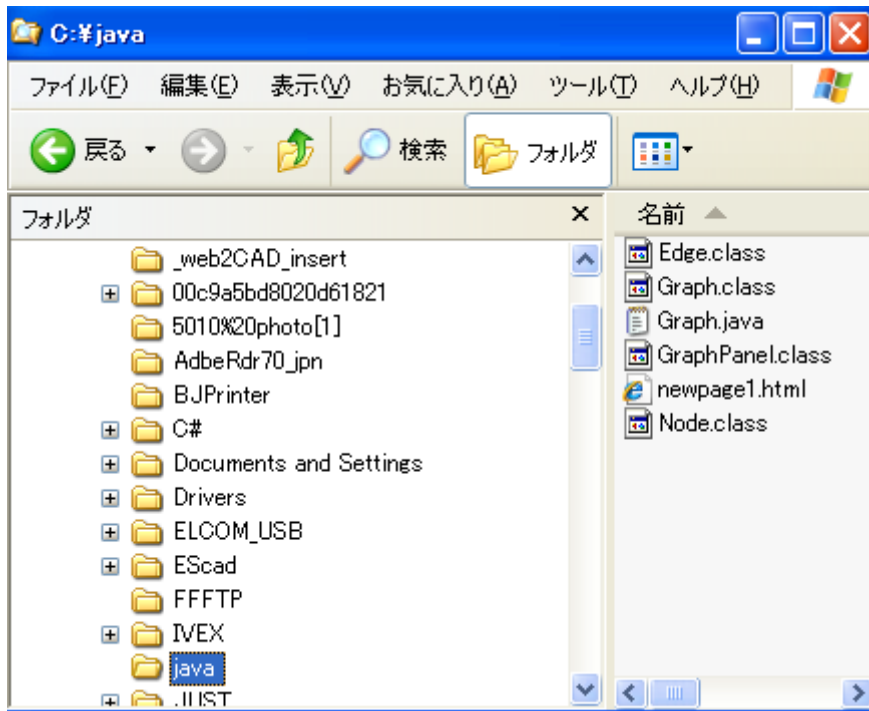 C:¥java
ファイル(F) 編集(E) 表示(V) お気に入り(A) ツール(T) ヘルプ(H)
戻る 検索 フォルダ
フォルダ
_web2CAD_insert
00c9a5bd8020d61821
5010%20photo[1]
AdbeRdr70_jpn
BJPrinter
C#
Documents and Settings
Drivers
ELCOM_USB
EScad
FFFTP
IVEX
java
JUST
名前
Edge.class
Graph.class
Graph.java
GraphPanel.class
newpage1.html
Node.class